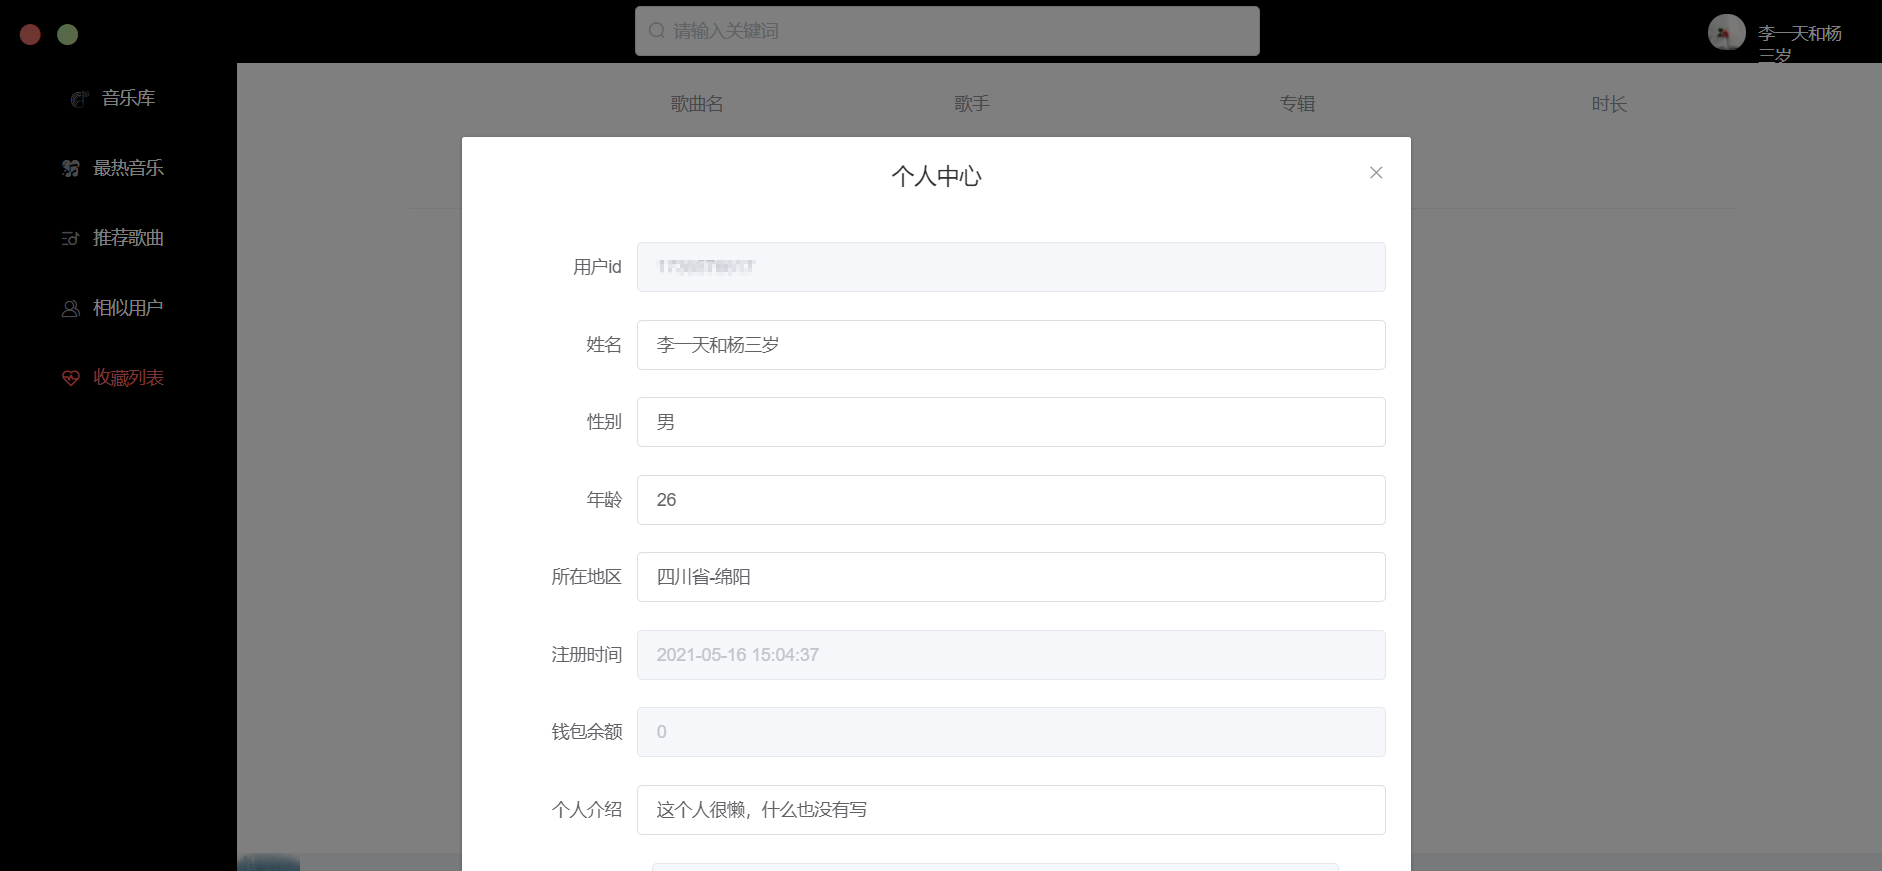 请输入关键词
李一天和杨
三岁
音乐库
最热音乐
推荐歌曲
相似用户
收藏列表
歌曲名 歌手 专辑 时长
个人中心
用户id
姓名 李一天和杨三岁
性别 男
年龄 26
所在地区 四川省-绵阳
注册时间 2021-05-16 15:04:37
钱包余额 0
个人介绍 这个人很懒，什么也没有写